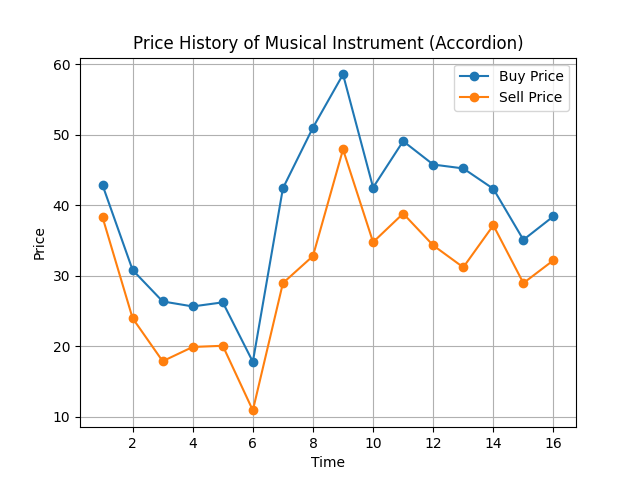 Price History of Musical Instrument (Accordion)
Buy Price
Sell Price
60
50
40
30
20
10
Price
2 4 6 8 10 12 14 16
Time